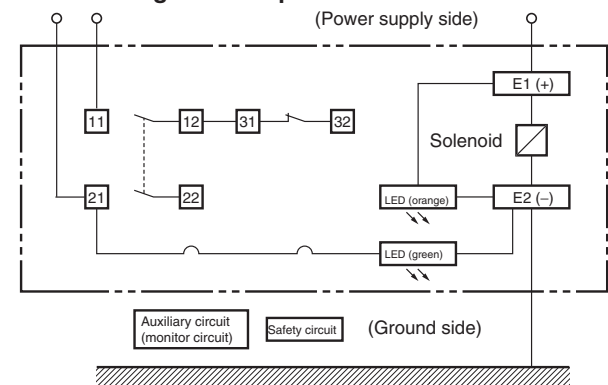 (Power supply side)
E1 (+)
11
12
31
32
Solenoid
21
22
LED (orange)
E2 (−)
LED (green)
Auxiliary circuit
(monitor circuit)
Safety circuit
(Ground side)